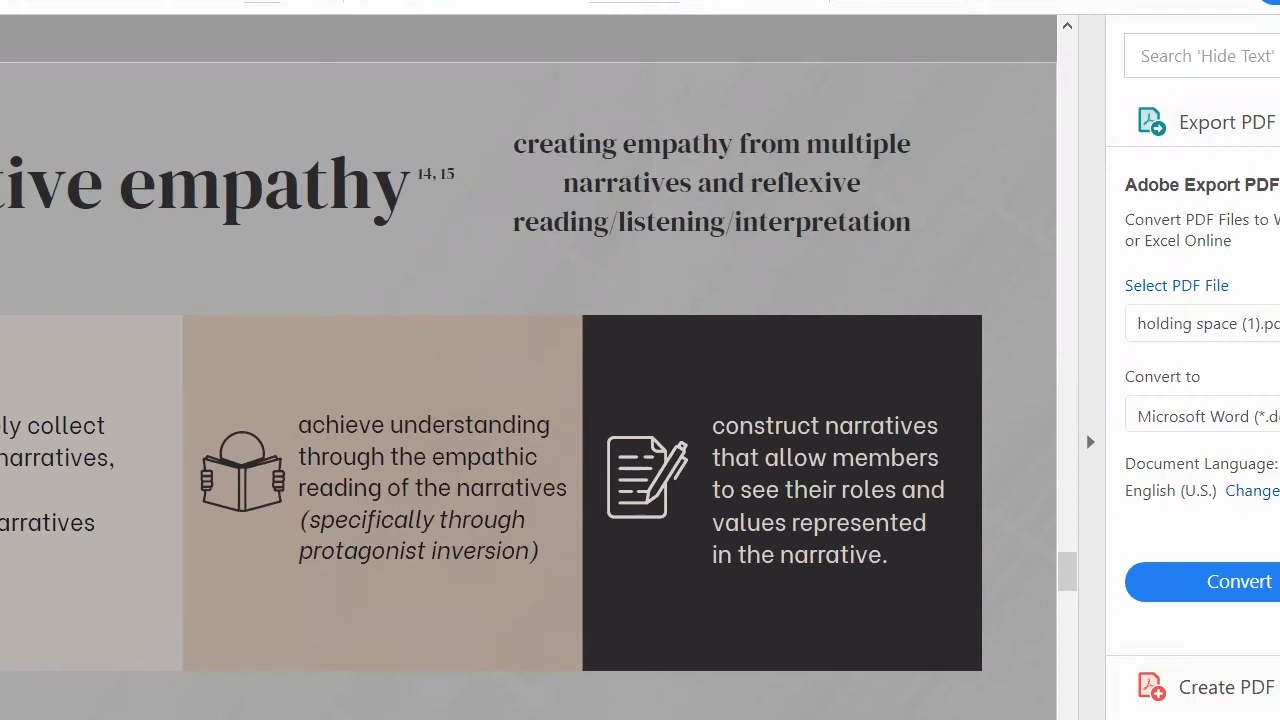 tive empathy 14, 15
creating empathy from multiple
narratives and reflexive
reading/listening/interpretation
ly collect
narratives,
arratives
achieve understanding
through the empathic
reading of the narratives
(specifically through
protagonist inversion)
construct narratives
that allow members
to see their roles and
values represented
in the narrative.
Search 'Hide Text'
Export PDF
Adobe Export PDF
Convert PDF Files to W
or Excel Online
Select PDF File
holding space (1).pd
Convert to
Microsoft Word (*.do
Document Language:
English (U.S.) Change
Convert
Create PDF